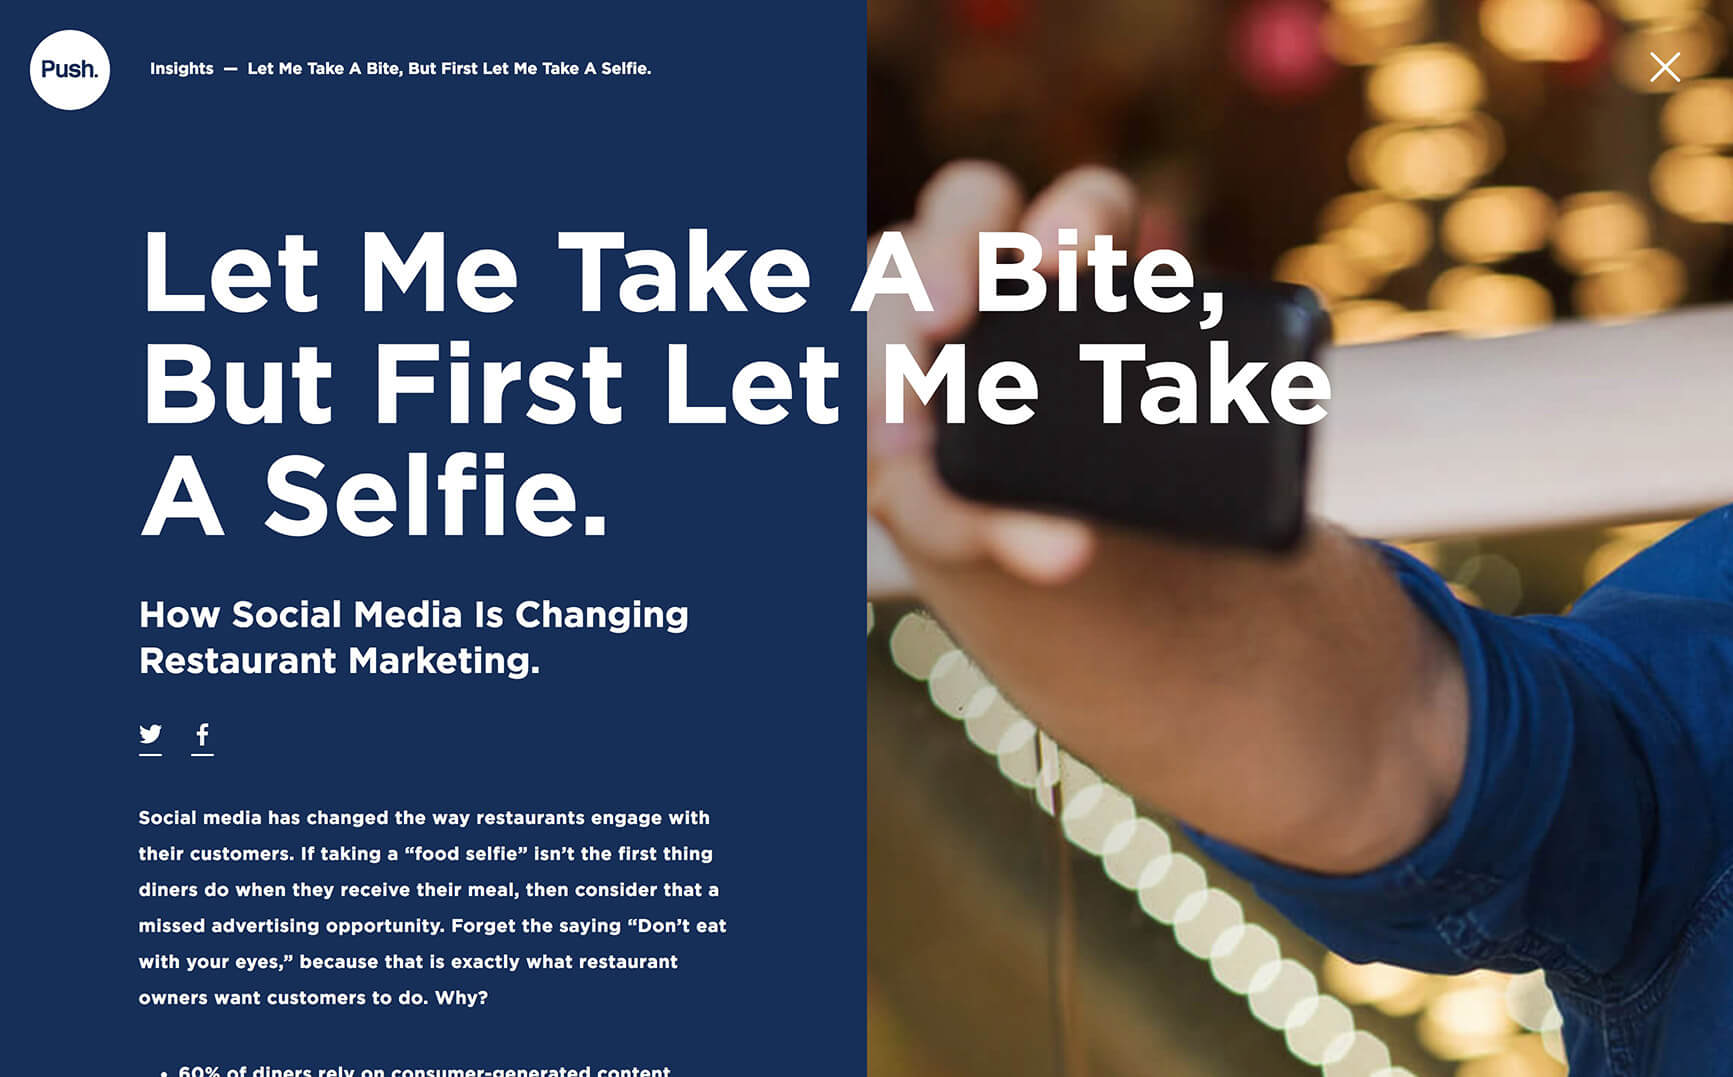 Push.
Insights — Let Me Take A Bite, But First Let Me Take A Selfie.
Let Me Take A Bite,
But First Let Me Take
A Selfie.
How Social Media Is Changing
Restaurant Marketing.
Social media has changed the way restaurants engage with
their customers. If taking a “food selfie” isn’t the first thing
diners do when they receive their meal, then consider that a
missed advertising opportunity. Forget the saying “Don’t eat
with your eyes,” because that is exactly what restaurant
owners want customers to do. Why?
• 60% of diners rely on consumer-generated content